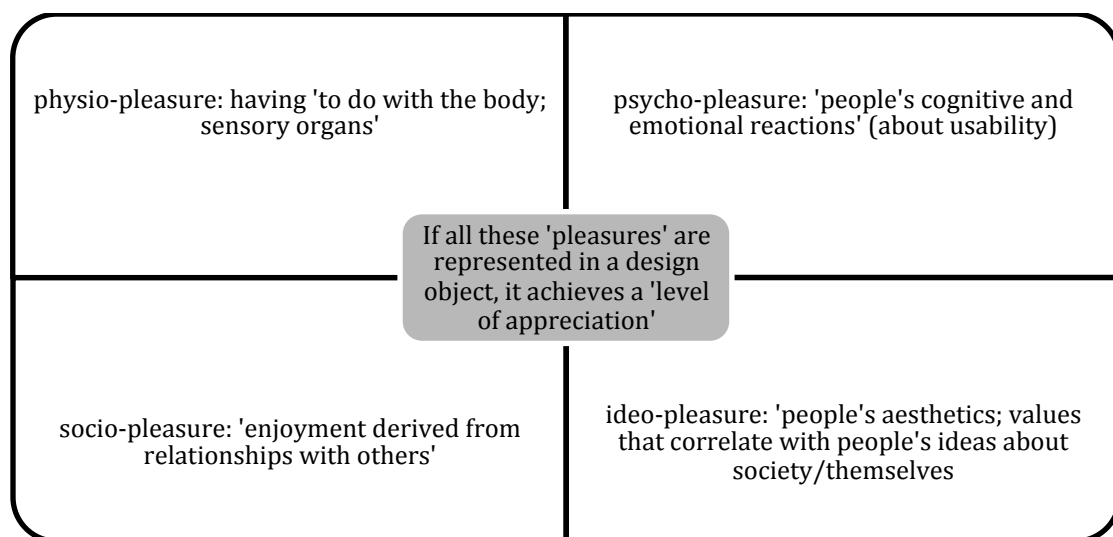 physio-pleasure: having 'to do with the body;
sensory organs'
psycho-pleasure: 'people's cognitive and
emotional reactions' (about usability)
If all these 'pleasures' are
represented in a design
object, it achieves a 'level
of appreciation'
socio-pleasure: 'enjoyment derived from
relationships with others'
ideo-pleasure: 'people's aesthetics; values
that correlate with people's ideas about
society/themselves